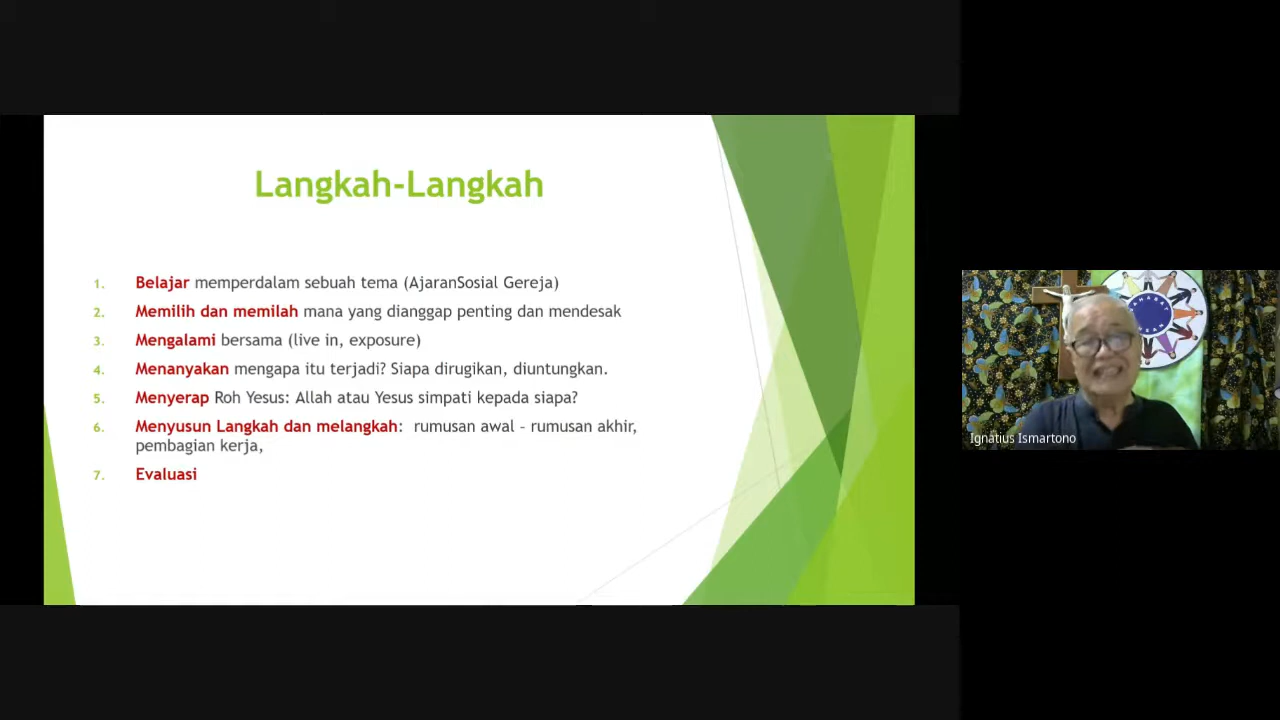 Langkah-Langkah
1. Belajar memperdalam sebuah tema (AjaranSosial Gereja)
2. Memilih dan memilah mana yang dianggap penting dan mendesak
3. Mengalami bersama (live in, exposure)
4. Menanyakan mengapa itu terjadi? Siapa dirugikan, diuntungkan.
5. Menyerap Roh Yesus: Allah atau Yesus simpati kepada siapa?
6. Menyusun Langkah dan melangkah: rumusan awal – rumusan akhir,
pembagian kerja,
7. Evaluasi
Ignatius Ismartono